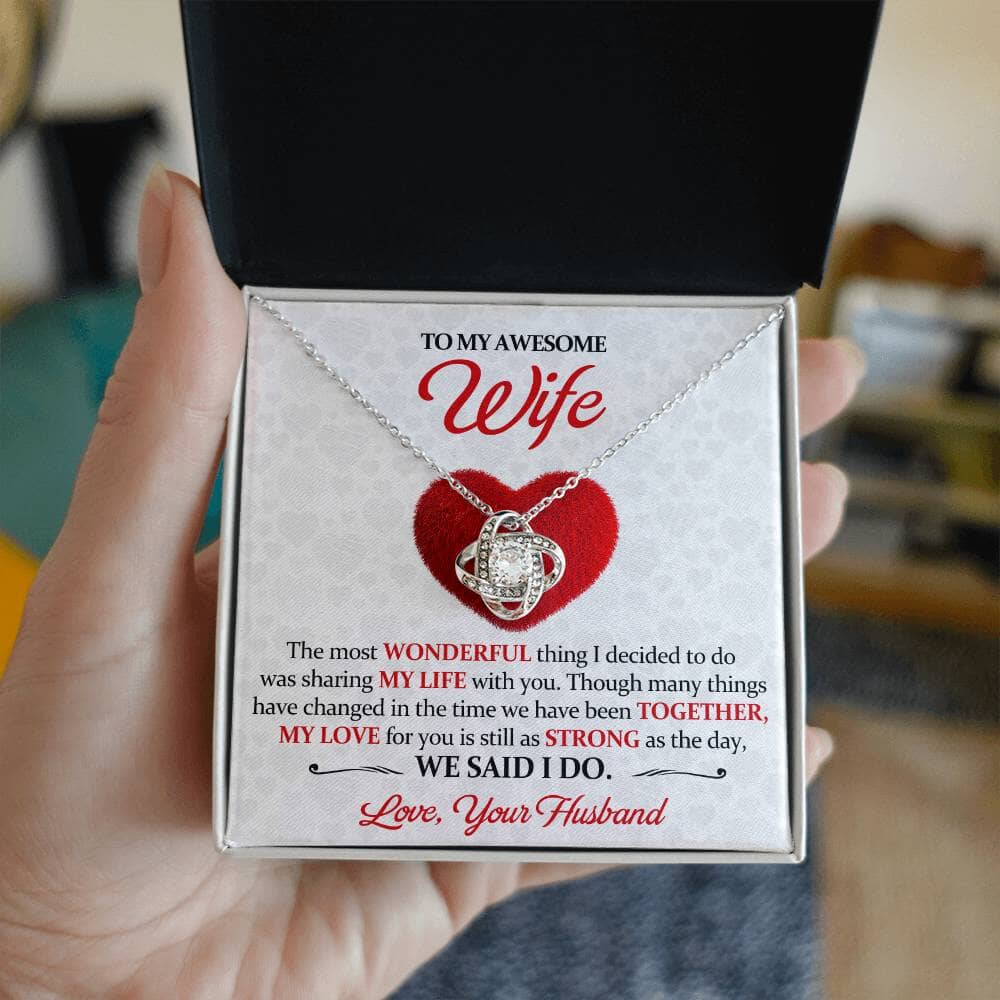 TO MY AWESOME
Wife
The most WONDERFUL thing I decided to do
was sharing MY LIFE with you. Though many things
have changed in the time we have been TOGETHER,
MY LOVE for you is still as STRONG as the day,
WE SAID I DO.
Love, Your Husband